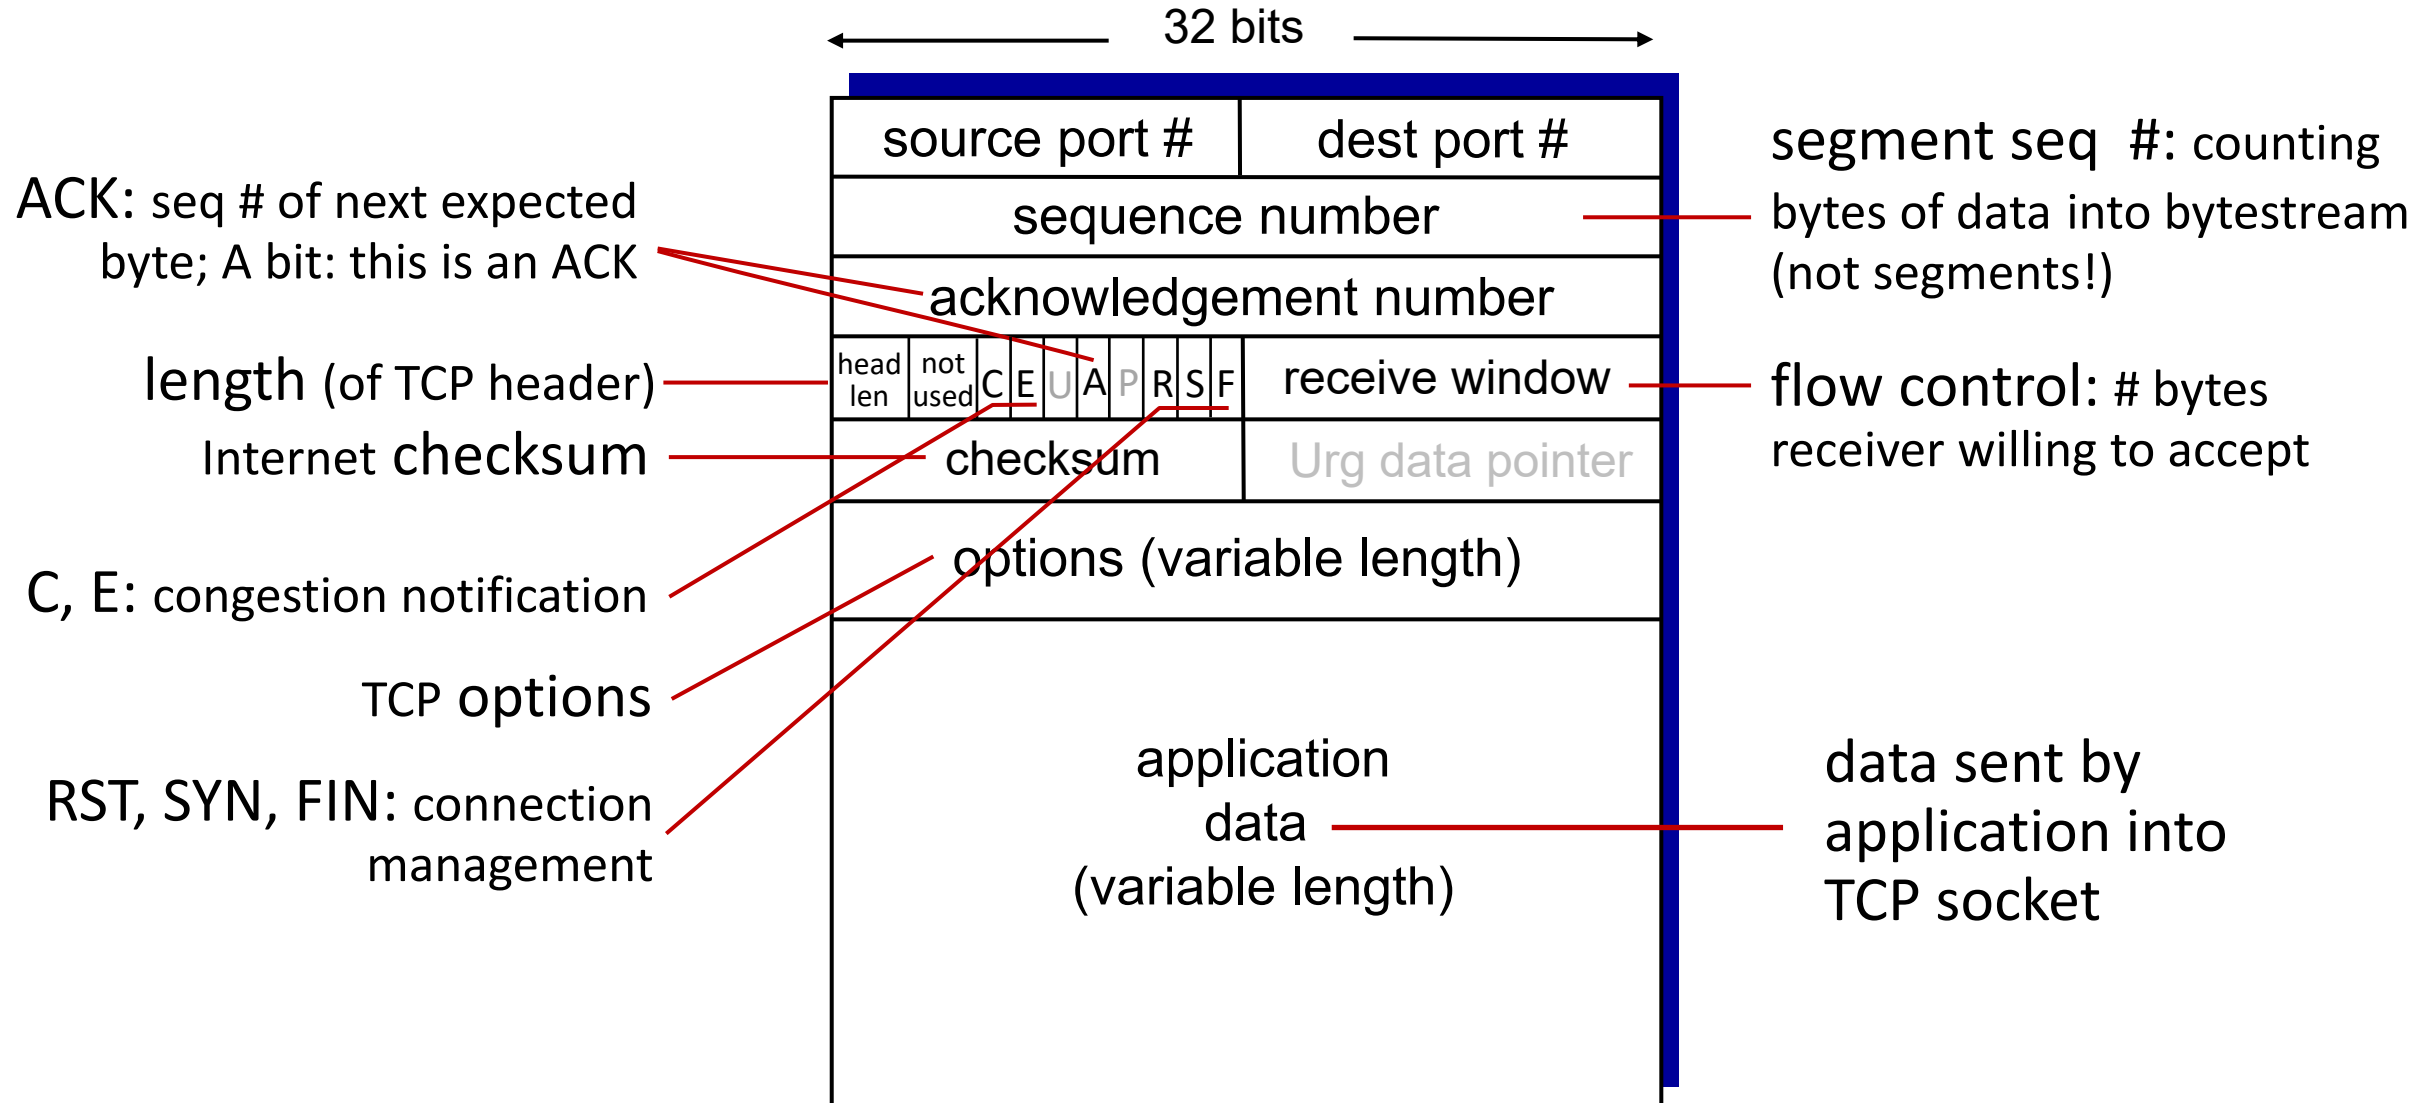 32 bits
source port # dest port #
sequence number
acknowledgement number
head len not used C E U A P R S F receive window
checksum Urg data pointer
options (variable length)
application
data
(variable length)
ACK: seq # of next expected
byte; A bit: this is an ACK
length (of TCP header)
Internet checksum
C, E: congestion notification
TCP options
RST, SYN, FIN: connection
management
segment seq #: counting
bytes of data into bytestream
(not segments!)
flow control: # bytes
receiver willing to accept
data sent by
application into
TCP socket